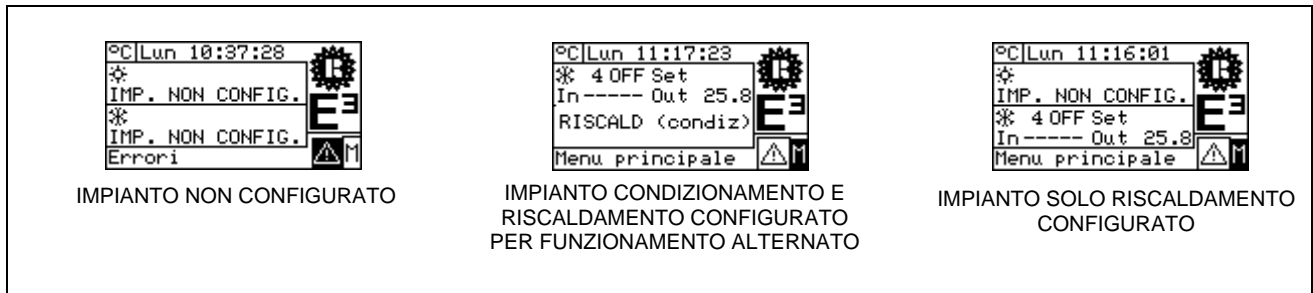 °C Lun 10:37:28
IMP. NON CONFIG.
IMP. NON CONFIG.
E³
Errori
M
IMPIANTO NON CONFIGURATO
°C Lun 11:17:23
4 OFF Set
In ----- Out 25.8
RISCALD (condiz)
E³
Menu principale
M
IMPIANTO CONDIZIONAMENTO E
RISCALDAMENTO CONFIGURATO
PER FUNZIONAMENTO ALTERNATO
°C Lun 11:16:01
IMP. NON CONFIG.
4 OFF Set
In ----- Out 25.8
E³
Menu principale
M
IMPIANTO SOLO RISCALDAMENTO
CONFIGURATO